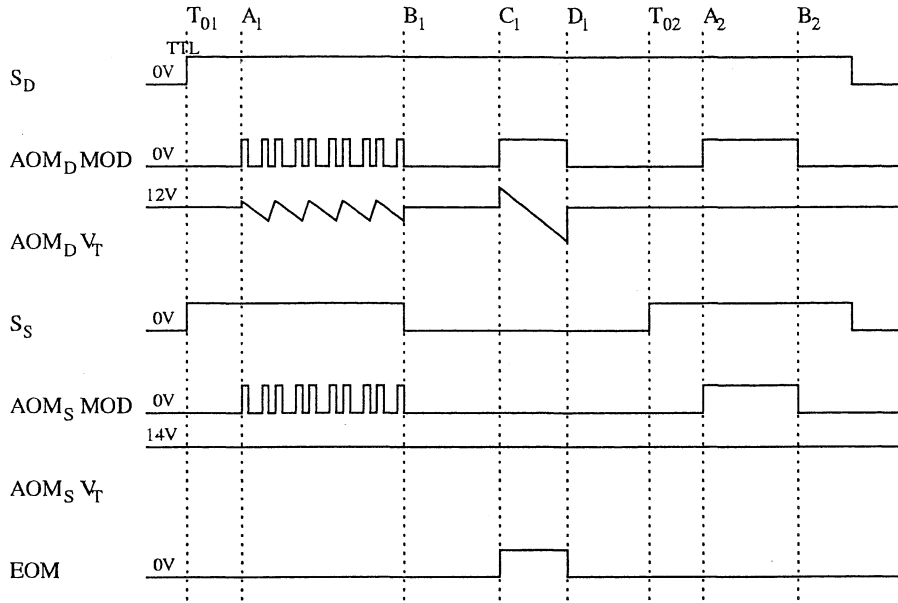 T01 A1 B1 C1 D1 T02 A2 B2
TTL
SD 0V
AOMD MOD 0V
12V
AOMD VT
SS 0V
AOMS MOD 0V
14V
AOMS VT
EOM 0V